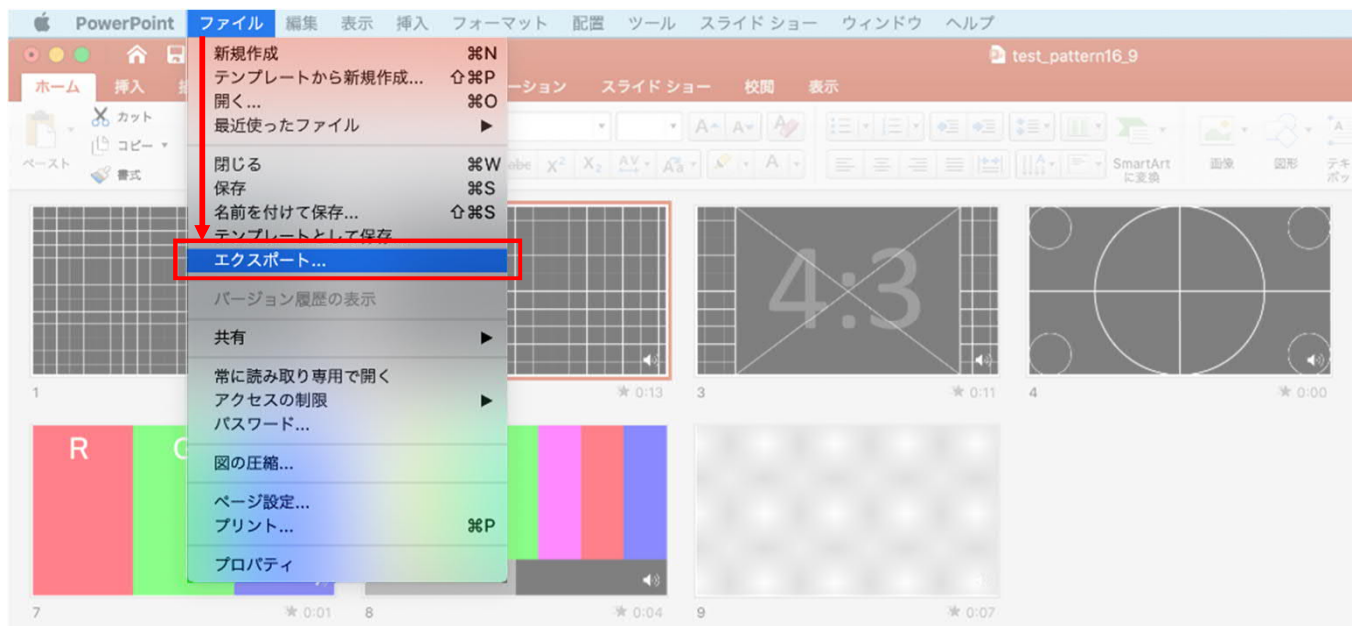 PowerPoint ファイル 編集 表示 挿入 フォーマット 配置 ツール スライド ショー ウィンドウ ヘルプ
test_pattern16_9
ホーム 挿入 ーション スライド ショー 校閲 表示
ペースト
カット
コピー
書式
abe X² X₂ AV Aa A
SmartArt
に変換
画像
図形
テキ
ボッ
新規作成 ⌘N
テンプレートから新規作成... ⇧⌘P
開く... ⌘O
最近使ったファイル ▶
閉じる ⌘W
保存 ⌘S
名前を付けて保存... ⇧⌘S
テンプレートとして保存
エクスポート...
バージョン履歴の表示
共有 ▶
常に読み取り専用で開く
アクセスの制限 ▶
パスワード...
図の圧縮...
ページ設定...
プリント... ⌘P
プロパティ
4:3
1
0:13
3 0:11
4 0:00
R
7 0:01
8 0:04
9 0:07